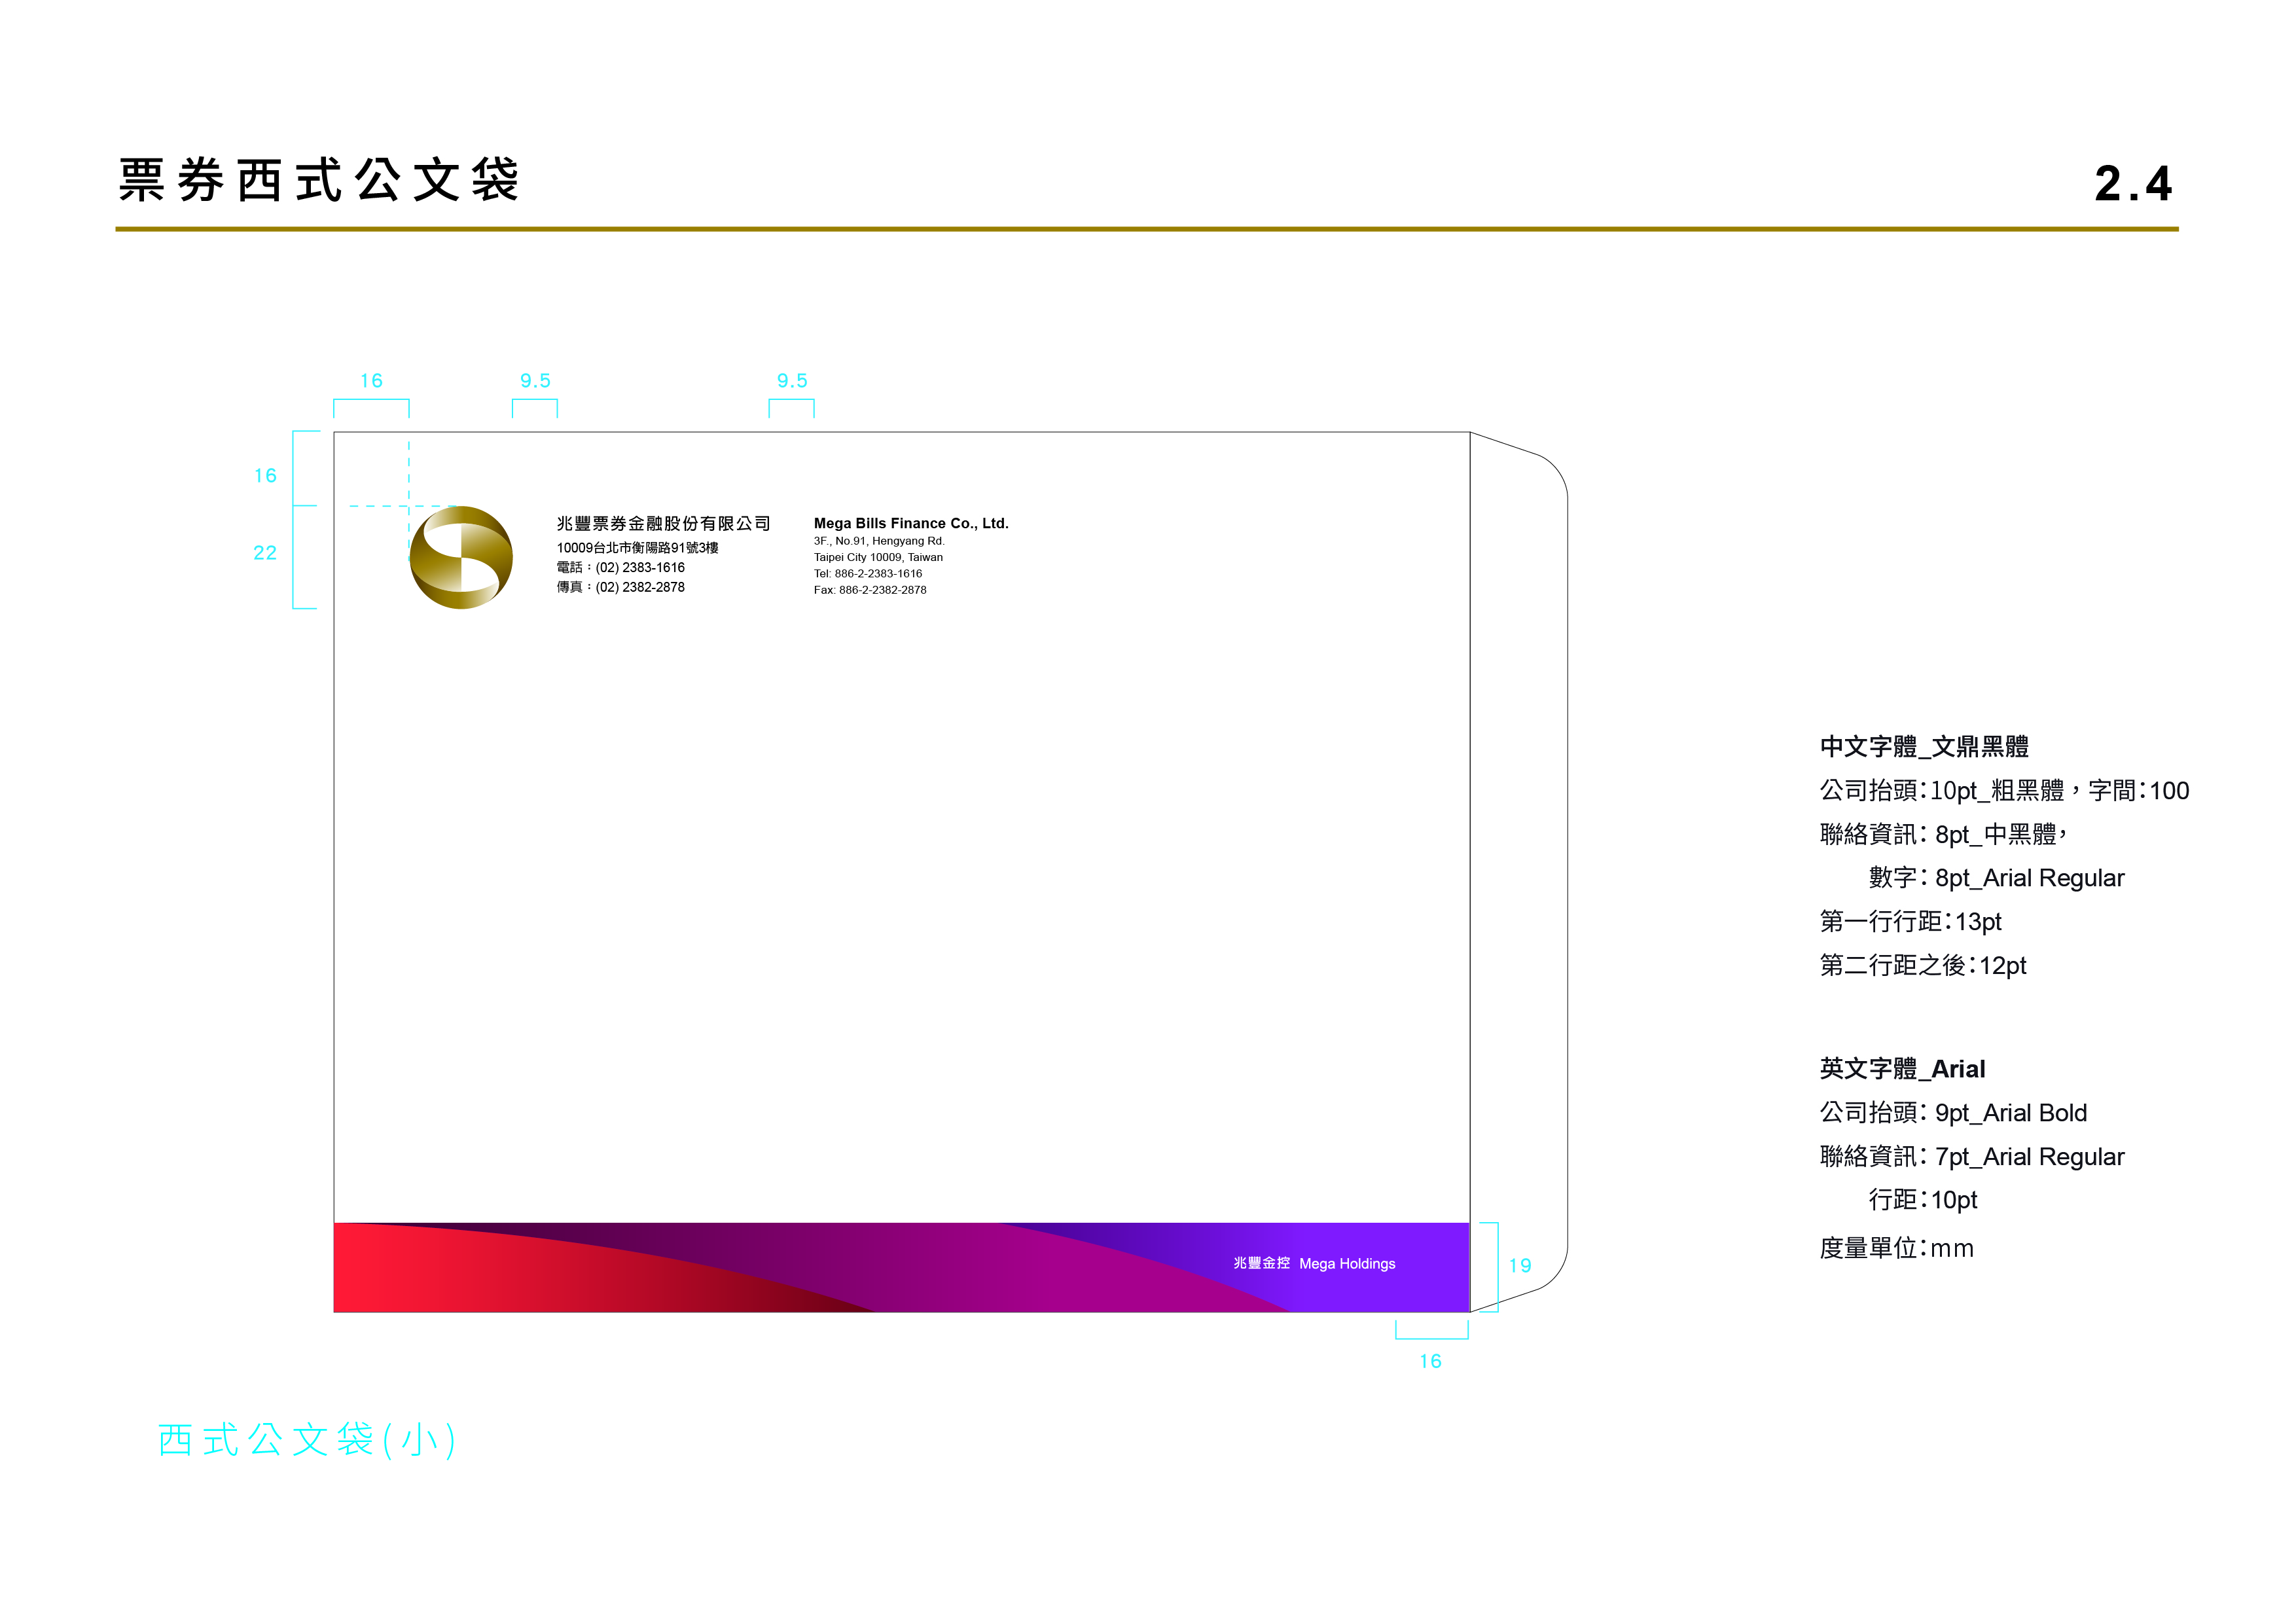 票券西式公文袋
2.4
16
9.5
9.5
16
22
兆豐票券金融股份有限公司
10009台北市衡陽路91號3樓
電話：(02) 2383-1616
傳真：(02) 2382-2878
Mega Bills Finance Co., Ltd.
3F., No.91, Hengyang Rd.
Taipei City 10009, Taiwan
Tel: 886-2-2383-1616
Fax: 886-2-2382-2878
中文字體_文鼎黑體
公司抬頭：10pt_粗黑體，字間：100
聯絡資訊：8pt_中黑體，
數字：8pt_Arial Regular
第一行行距：13pt
第二行距之後：12pt
英文字體_Arial
公司抬頭：9pt_Arial Bold
聯絡資訊：7pt_Arial Regular
行距：10pt
度量單位：mm
兆豐金控 Mega Holdings
19
16
西式公文袋(小)